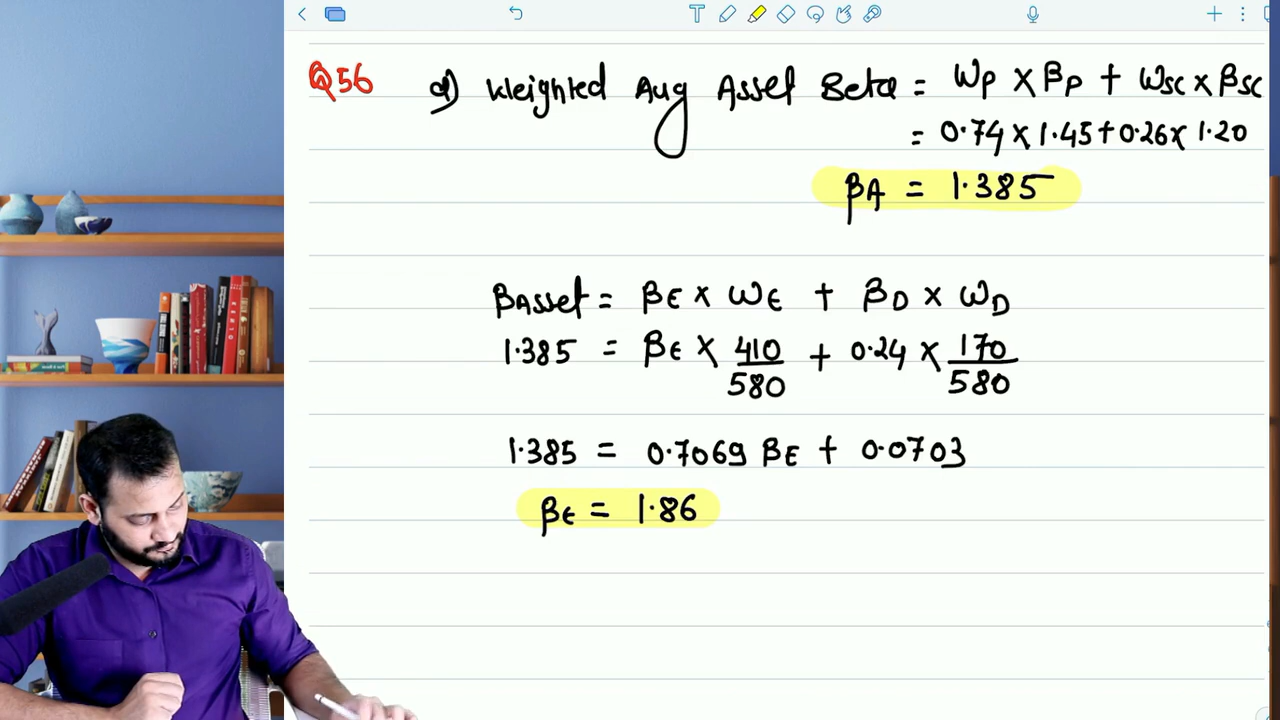 Q56 a) Weighted Aug Asset Beta = WP × βP + WSC × βSC
= 0.74 × 1.45 + 0.26 × 1.20
βA = 1.385
βAsset = βE × WE + βD × WD
1.385 = βE × 410/580 + 0.24 × 170/580
1.385 = 0.7069 βE + 0.0703
βE = 1.86